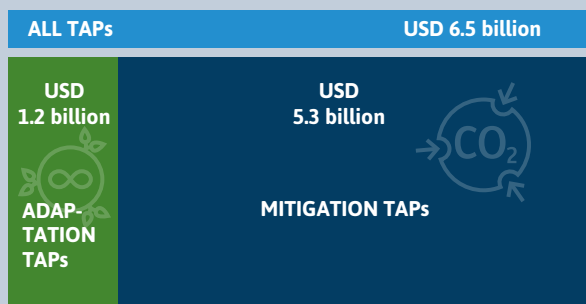 ALL TAPs USD 6.5 billion
USD
1.2 billion
ADAP-
TATION
TAPs
USD
5.3 billion
CO₂
MITIGATION TAPs